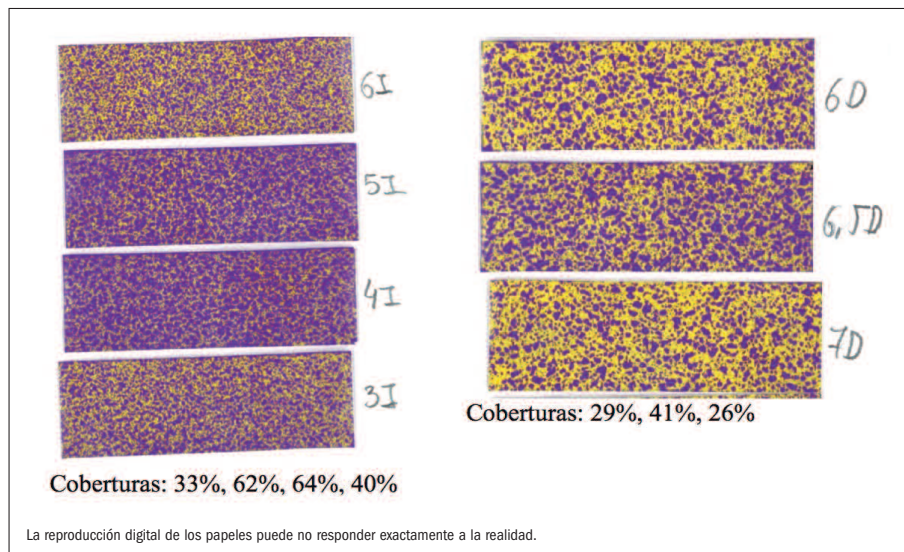 6I
5I
4I
3I
Coberturas: 33%, 62%, 64%, 40%
6D
6,5D
7D
Coberturas: 29%, 41%, 26%
La reproducción digital de los papeles puede no responder exactamente a la realidad.